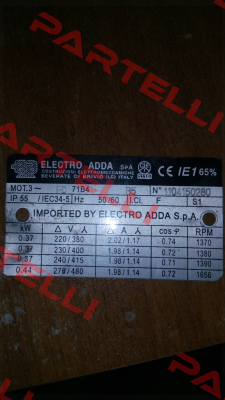 PARTELLI
ELECTRO ADDA SPA
COSTRUZIONI ELETTROMECCANICHE
BEVERATE DI BRIVIO (LC) ITALY
CE IE1 65%
MOT.3~ FC 71B4 B5 N° 1104150280
IP 55 /IEC34-5 Hz 50/60 I.Cl. F S1
IMPORTED BY ELECTRO ADDA S.p.A.
kW Δ V Y Δ A Y cos φ RPM
0.37 220/380 2.02/1.17 0.74 1370
0.37 230/400 1.98/1.14 0.72 1380
0.37 240/415 1.98/1.14 0.71 1390
0.44 276/480 1.98/1.14 0.72 1656
PARTELLI